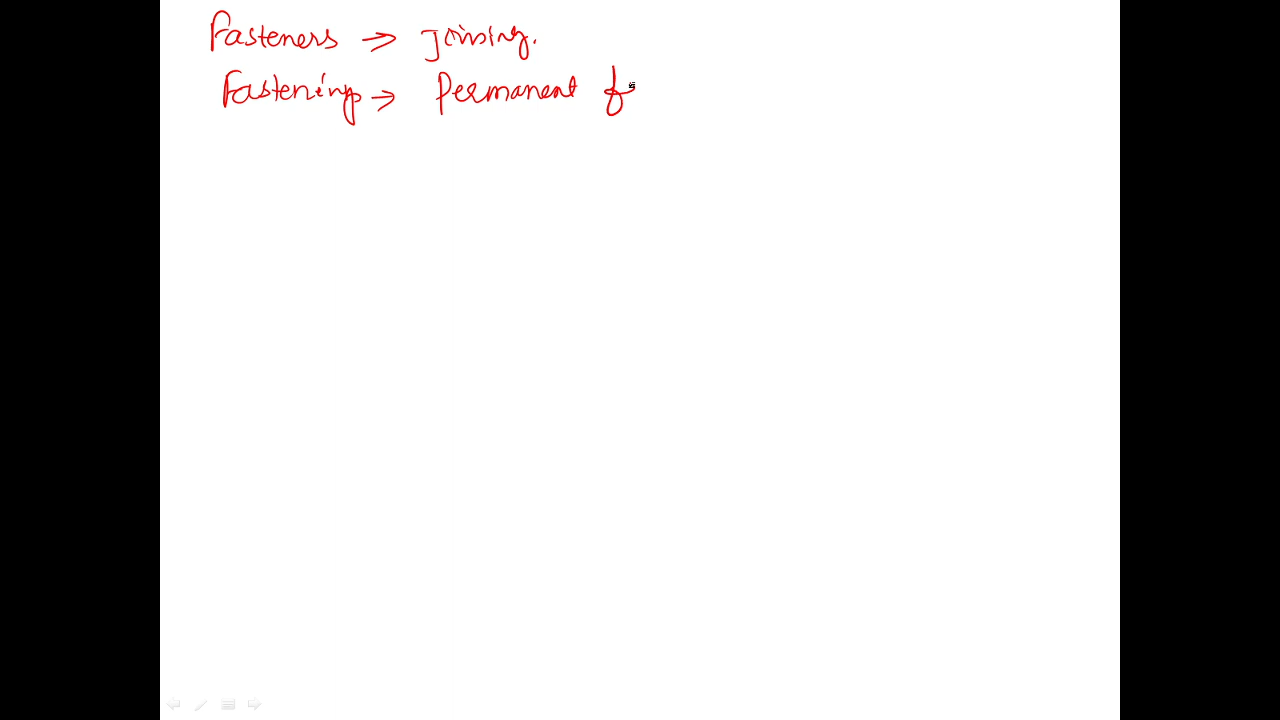 Fasteners → Joining.
Fastening → Permanent f